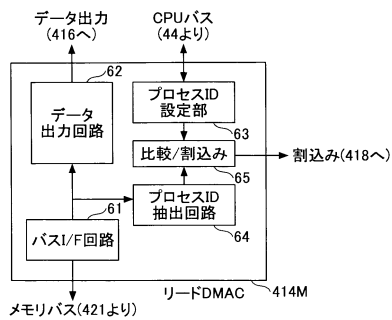 データ出力
(416へ)
CPUバス
(44より)
62
データ
出力回路
プロセスID
設定部
63
比較/割込み
割込み(418へ)
65
61
プロセスID
抽出回路
64
バスI/F回路
リードDMAC
414M
メモリバス(421より)